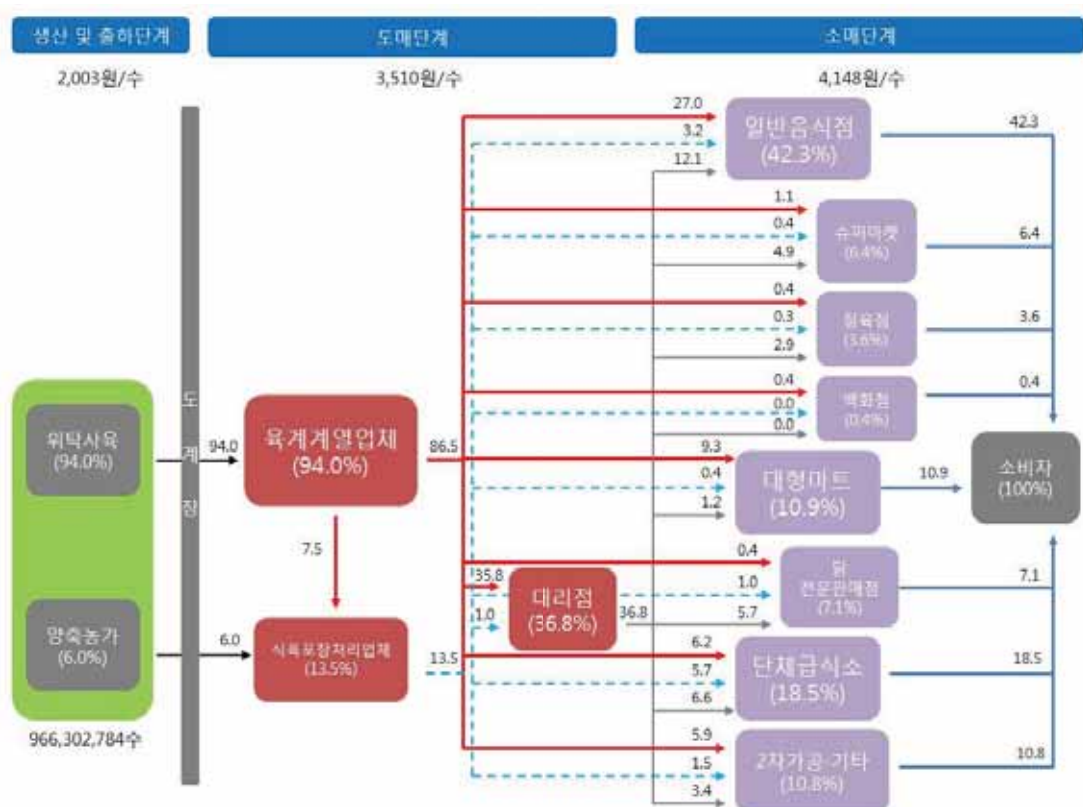 생산 및 출하단계
도매단계
소매단계
2,003원/수
3,510원/수
4,148원/수
27.0
3.2
12.1
일반음식점
(42.3%)
42.3
1.1
0.4
4.9
슈퍼마켓
(6.4%)
6.4
0.4
0.3
2.9
정육점
(3.6%)
3.6
0.4
0.0
0.0
백화점
(0.4%)
0.4
위탁사육
(94.0%)
도계장
94.0
육계계열업체
(94.0%)
86.5
9.3
0.4
1.2
대형마트
(10.9%)
10.9
소비자
(100%)
7.5
35.8
1.0
대리점
(36.8%)
36.8
0.4
1.0
5.7
닭
전문판매점
(7.1%)
7.1
양축농가
(6.0%)
6.0
식육포장처리업체
(13.5%)
13.5
6.2
5.7
6.6
단체급식소
(18.5%)
18.5
5.9
1.5
3.4
2차가공·기타
(10.8%)
10.8
966,302,784수